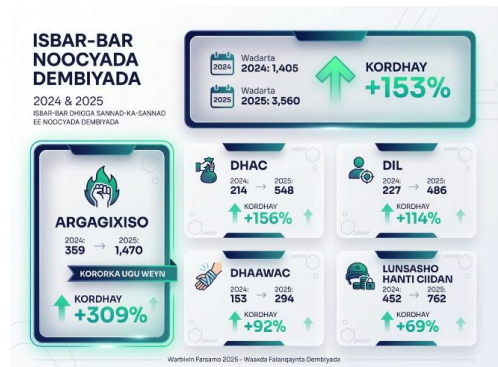 ISBAR-BAR
NOOCYADA
DEMBIYADA
2024 & 2025
ISBAR-BAR DHIGGA SANNAD-KA-SANNAD
EE NOOCYADA DEMBIYADA
2024
Wadarta
2024: 1,405
2025
Wadarta
2025: 3,560
KORDHAY
+153%
ARGAGIXISO
2024: 2025:
359 → 1,470
KORORKA UGU WEYN
KORDHAY
+309%
DHAC
2024: 2025:
214 → 548
KORDHAY
+156%
DIL
2024: 2025:
227 → 486
KORDHAY
+114%
DHAAWAC
2024: 2025:
153 → 294
KORDHAY
+92%
LUNSASHO
HANTI CIIDAN
2024: 2025:
452 → 762
KORDHAY
+69%
Warbixin Farsamo 2025 - Waaxda Falanqaynta Dembiyada